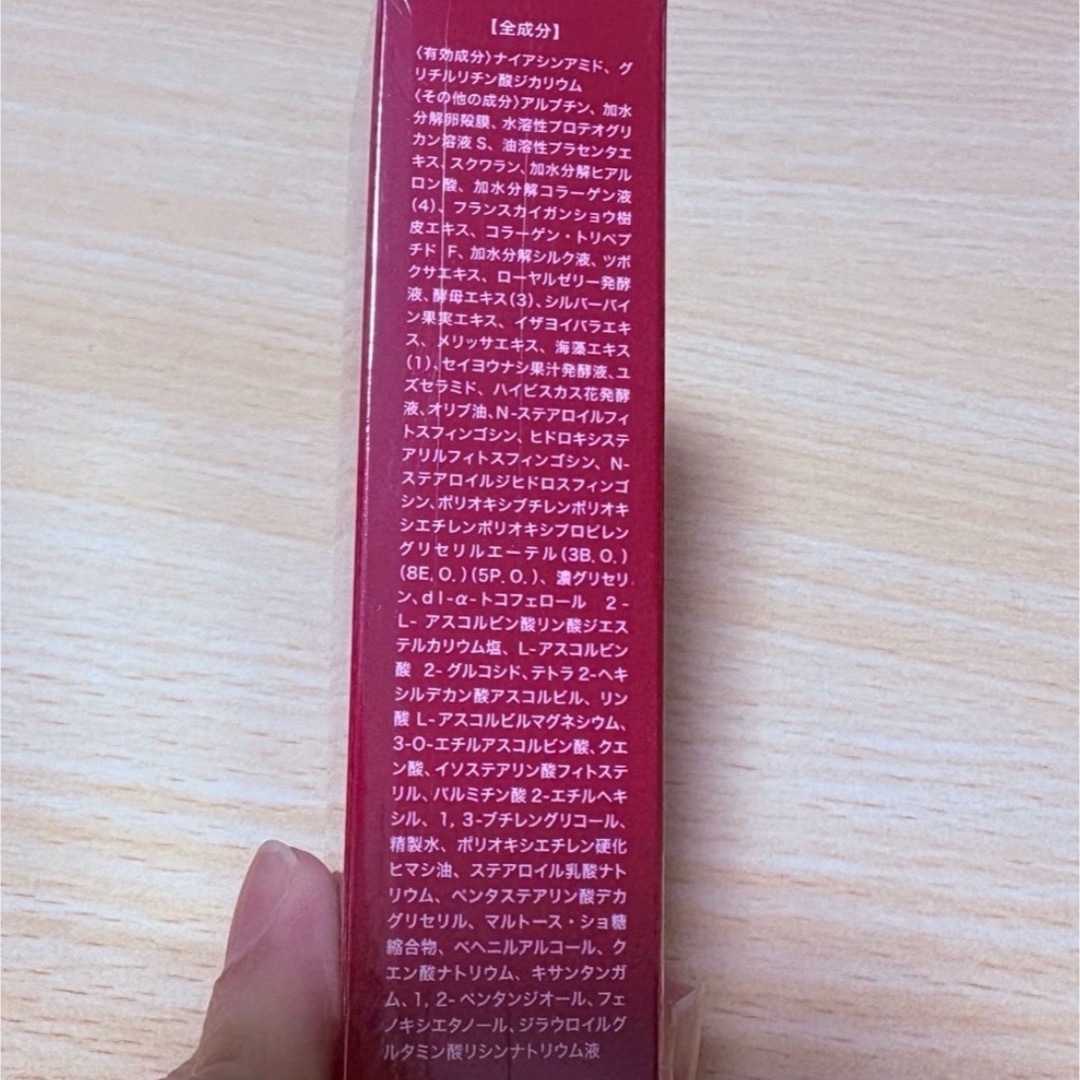 【全成分】
〈有効成分〉ナイアシンアミド、グ
リチルリチン酸ジカリウム
〈その他の成分〉アルブチン、加水
分解卵殻膜、水溶性プロテオグリ
カン溶液S、油溶性プラセンタエ
キス、スクワラン、加水分解ヒアル
ロン酸、加水分解コラーゲン液
(4)、フランスカイガンショウ樹
皮エキス、コラーゲン・トリペプ
チド F、加水分解シルク液、ツボ
クサエキス、ローヤルゼリー発酵
液、酵母エキス(3)、シルバーバイ
ン果実エキス、イザヨイバラエキ
ス、メリッサエキス、海藻エキス
(1)、セイヨウナシ果汁発酵液、ユ
ズセラミド、ハイビスカス花発酵
液、オリブ油、N-ステアロイルフィ
トスフィンゴシン、ヒドロキシステ
アリルフィトスフィンゴシン、N-
ステアロイルジヒドロスフィンゴ
シン、ポリオキシブチレンポリオキ
シエチレンポリオキシプロピレン
グリセリルエーテル(3B.O.)
(8E.O.)(5P.O.)、濃グリセリ
ン、dl-α-トコフェロール 2-
L-アスコルビン酸リン酸ジエス
テルカリウム塩、L-アスコルビン
酸 2-グルコシド、テトラ2-ヘキ
シルデカン酸アスコルビル、リン
酸L-アスコルビルマグネシウム、
3-O-エチルアスコルビン酸、クエ
ン酸、イソステアリン酸フィトステ
リル、パルミチン酸2-エチルヘキ
シル、1,3-ブチレングリコール、
精製水、ポリオキシエチレン硬化
ヒマシ油、ステアロイル乳酸ナト
リウム、ペンタステアリン酸デカ
グリセリル、マルトース・ショ糖
縮合物、ベヘニルアルコール、ク
エン酸ナトリウム、キサンタンガ
ム、1,2-ペンタンジオール、フェ
ノキシエタノール、ジラウロイルグ
ルタミン酸リシンナトリウム液